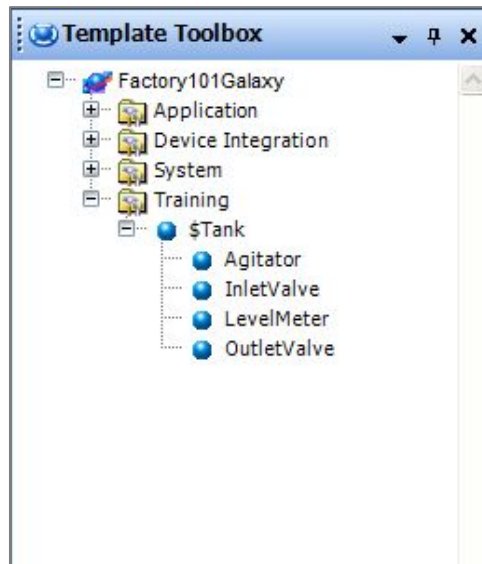 Template Toolbox
Factory101Galaxy
Application
Device Integration
System
Training
$Tank
Agitator
InletValve
LevelMeter
OutletValve